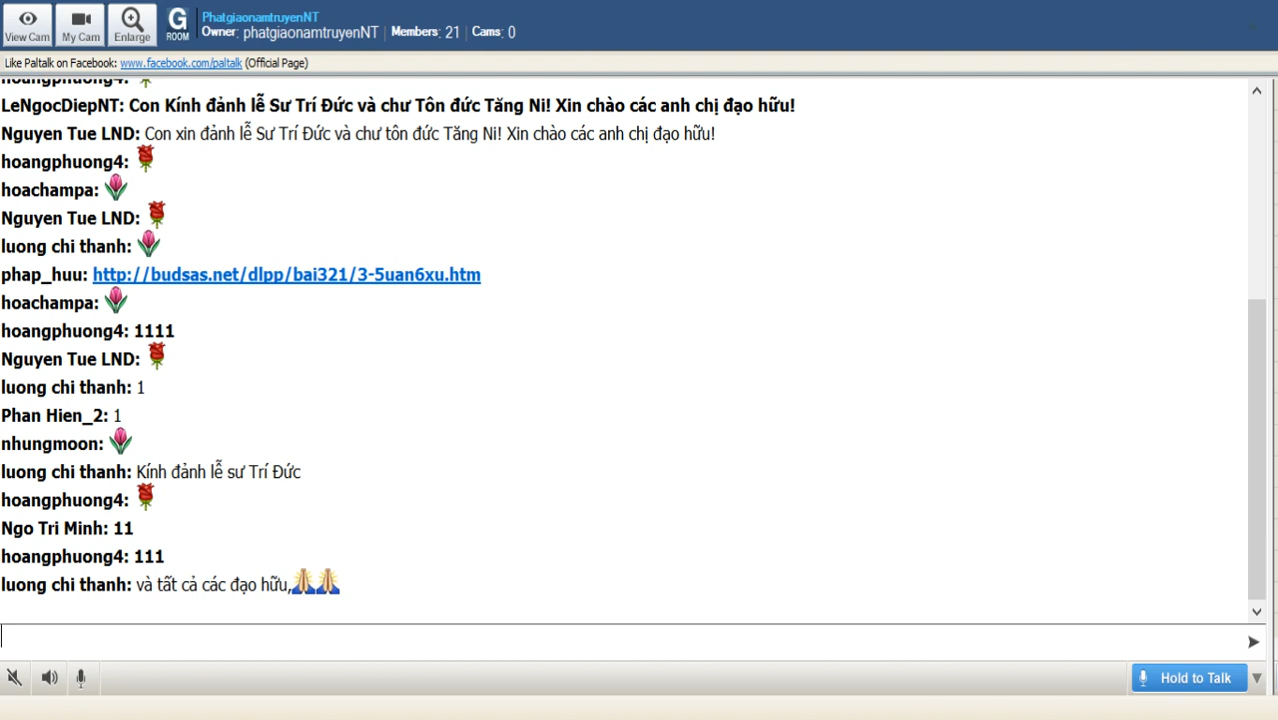 View Cam
My Cam
Enlarge
G
ROOM
PhatgiaonamtruyenNT
Owner: phatgiaonamtruyenNT | Members: 21 | Cams: 0
Like Paltalk on Facebook: www.facebook.com/paltalk (Official Page)
hoangphuong4:
LeNgocDiepNT: Con Kính đảnh lễ Sư Trí Đức và chư Tôn đức Tăng Ni! Xin chào các anh chị đạo hữu!
Nguyen Tue LND: Con xin đảnh lễ Sư Trí Đức và chư tôn đức Tăng Ni! Xin chào các anh chị đạo hữu!
hoangphuong4:
hoachampa:
Nguyen Tue LND:
luong chi thanh:
phap_huu: http://budsas.net/dlpp/bai321/3-5uan6xu.htm
hoachampa:
hoangphuong4: 1111
Nguyen Tue LND:
luong chi thanh: 1
Phan Hien_2: 1
nhungmoon:
luong chi thanh: Kính đảnh lễ sư Trí Đức
hoangphuong4:
Ngo Tri Minh: 11
hoangphuong4: 111
luong chi thanh: và tất cả các đạo hữu,
Hold to Talk